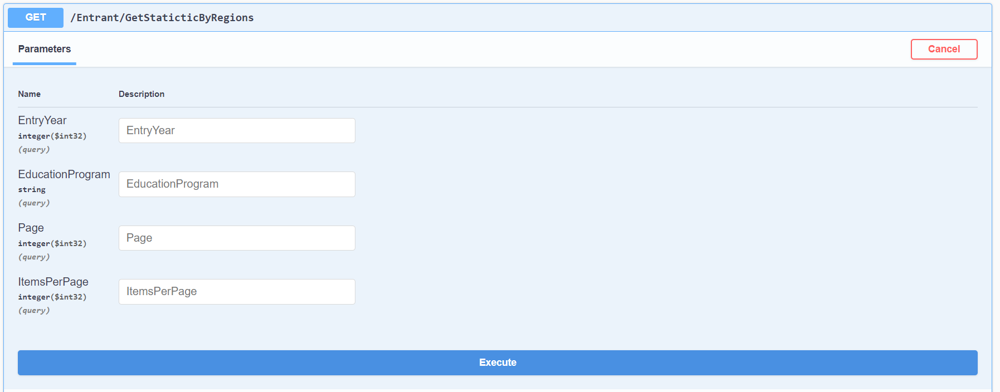 GET /Entrant/GetStaticticByRegions
Parameters
Cancel
Name Description
EntryYear
integer($int32)
(query)
EntryYear
EducationProgram
string
(query)
EducationProgram
Page
integer($int32)
(query)
Page
ItemsPerPage
integer($int32)
(query)
ItemsPerPage
Execute